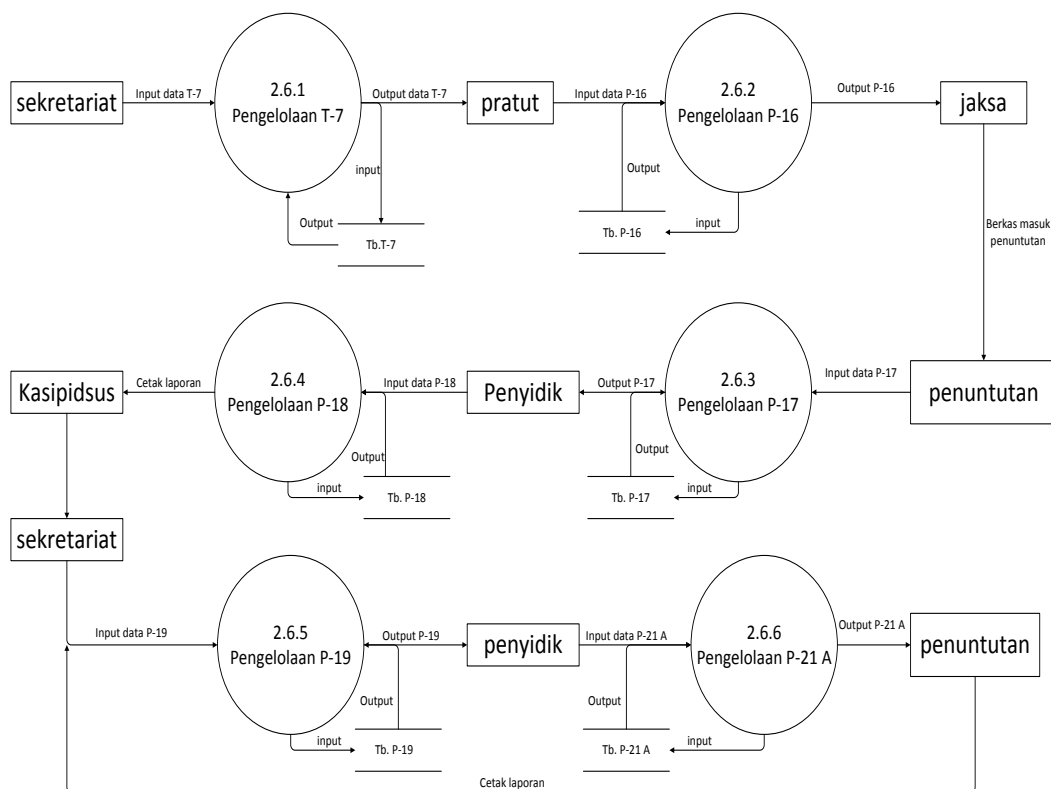 sekretariat
Input data T-7
2.6.1
Pengelolaan T-7
Output data T-7
pratut
Input data P-16
2.6.2
Pengelolaan P-16
Output P-16
jaksa
input
Output
Tb.T-7
Output
input
Tb. P-16
Berkas masuk
penuntutan
Kasipidsus
Cetak laporan
2.6.4
Pengelolaan P-18
Input data P-18
Penyidik
Output P-17
2.6.3
Pengelolaan P-17
Input data P-17
penuntutan
Output
input
Tb. P-18
Output
input
Tb. P-17
sekretariat
Input data P-19
2.6.5
Pengelolaan P-19
Output P-19
penyidik
Input data P-21 A
2.6.6
Pengelolaan P-21 A
Output P-21 A
penuntutan
Output
input
Tb. P-19
Output
input
Tb. P-21 A
Cetak laporan